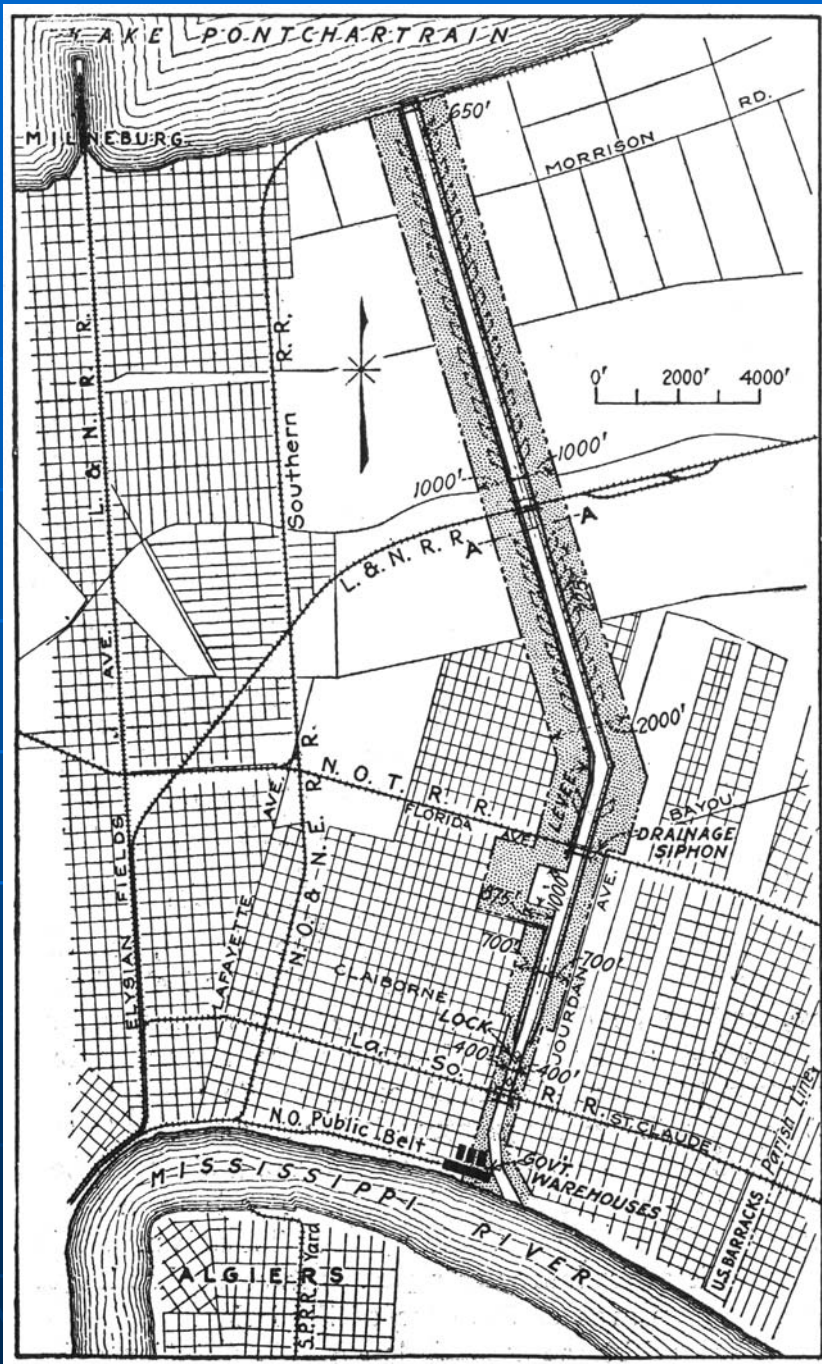 LAKE PONTCHARTRAIN
MILNEBURG
650'
MORRISON RD.
L. & N. R. R.
Southern R. R.
0' 2000' 4000'
1000'
1000'
A
A
L. & N. R. R.
2000'
AVE.
N. O. T. R. R.
FLORIDA AVE.
LEVEE
BAYOU
DRAINAGE
SIPHON
AVE.
N. O. & N. E. R. R.
ELYSIAN FIELDS
LAFAYETTE AVE.
875'
1000'
700'
700'
CLAIBORNE
JOURDAN AVE.
LOCK
400'
400'
La. So. R. R.
ST. CLAUDE
N.O. Public Belt
GOVT.
WAREHOUSES
Parish Line
U.S. BARRACKS
MISSISSIPPI RIVER
ALGIERS
S.P.R.R. Yard